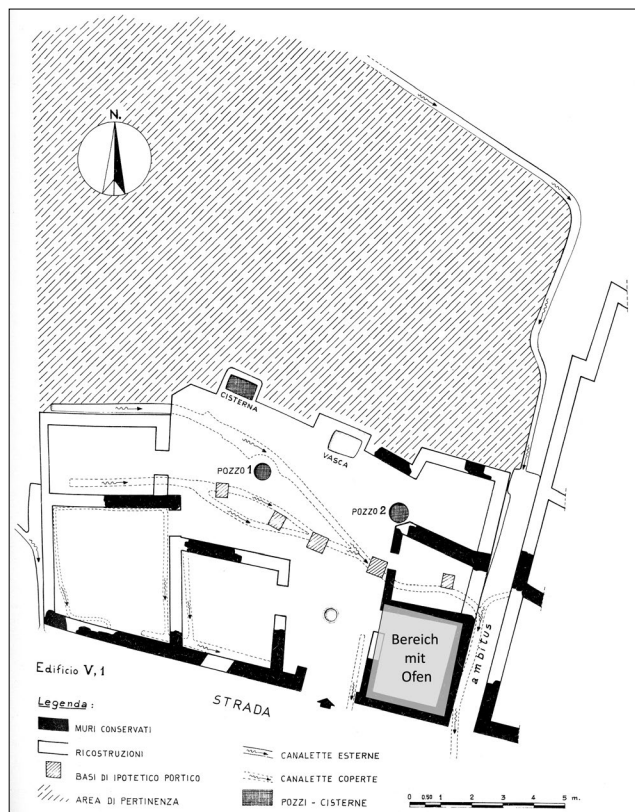 N.
CISTERNA
VASCA
POZZO 1
POZZO 2
Bereich
mit
Ofen
ambitus
Edificio V,1
STRADA
Legenda:
MURI CONSERVATI
RICOSTRUZIONI
BASI DI IPOTETICO PORTICO
AREA DI PERTINENZA
CANALETTE ESTERNE
CANALETTE COPERTE
POZZI - CISTERNE
0 0.50 1 2 3 4 5 m.